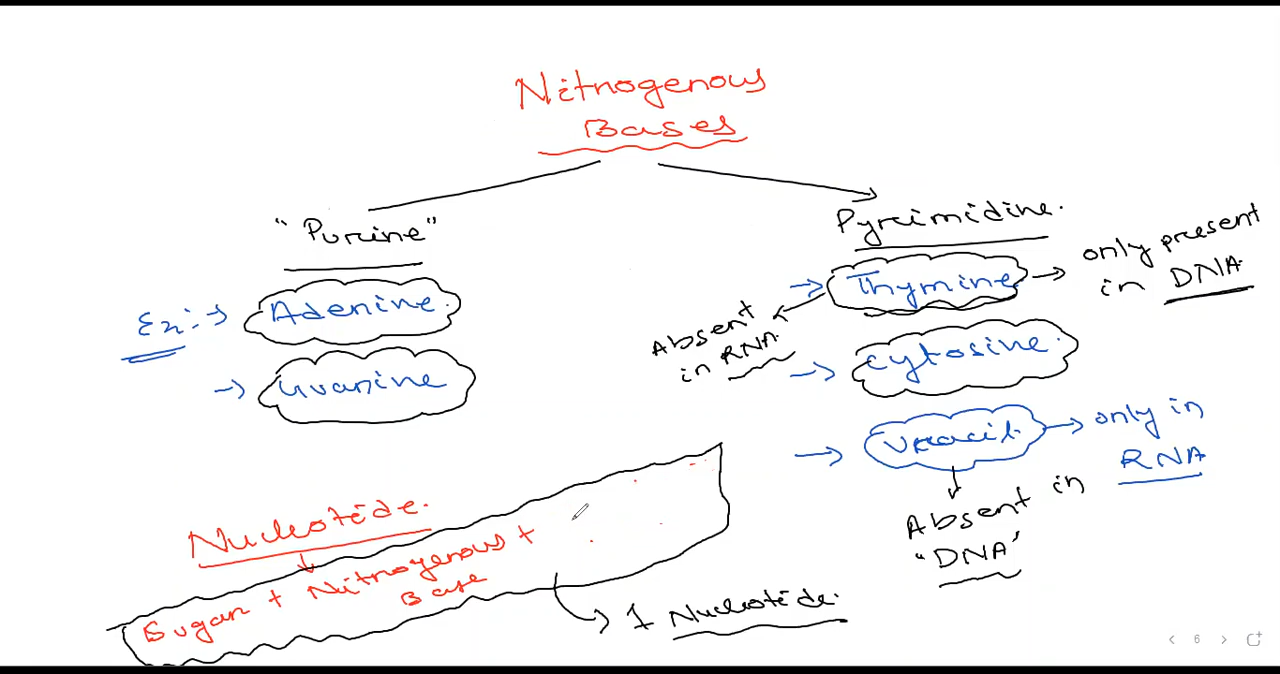 Nitrogenous
Bases
"Purine"
Pyrimidine.
Ex:→ Adenine.
→ Guanine
→ Thymine → only present
in DNA.
Absent
in RNA.
→ Cytosine.
→ Uracil. → only in
RNA
Absent in
"DNA"
Nucleotide.
Sugar + Nitrogenous +
Base
1 Nucleotide.
6